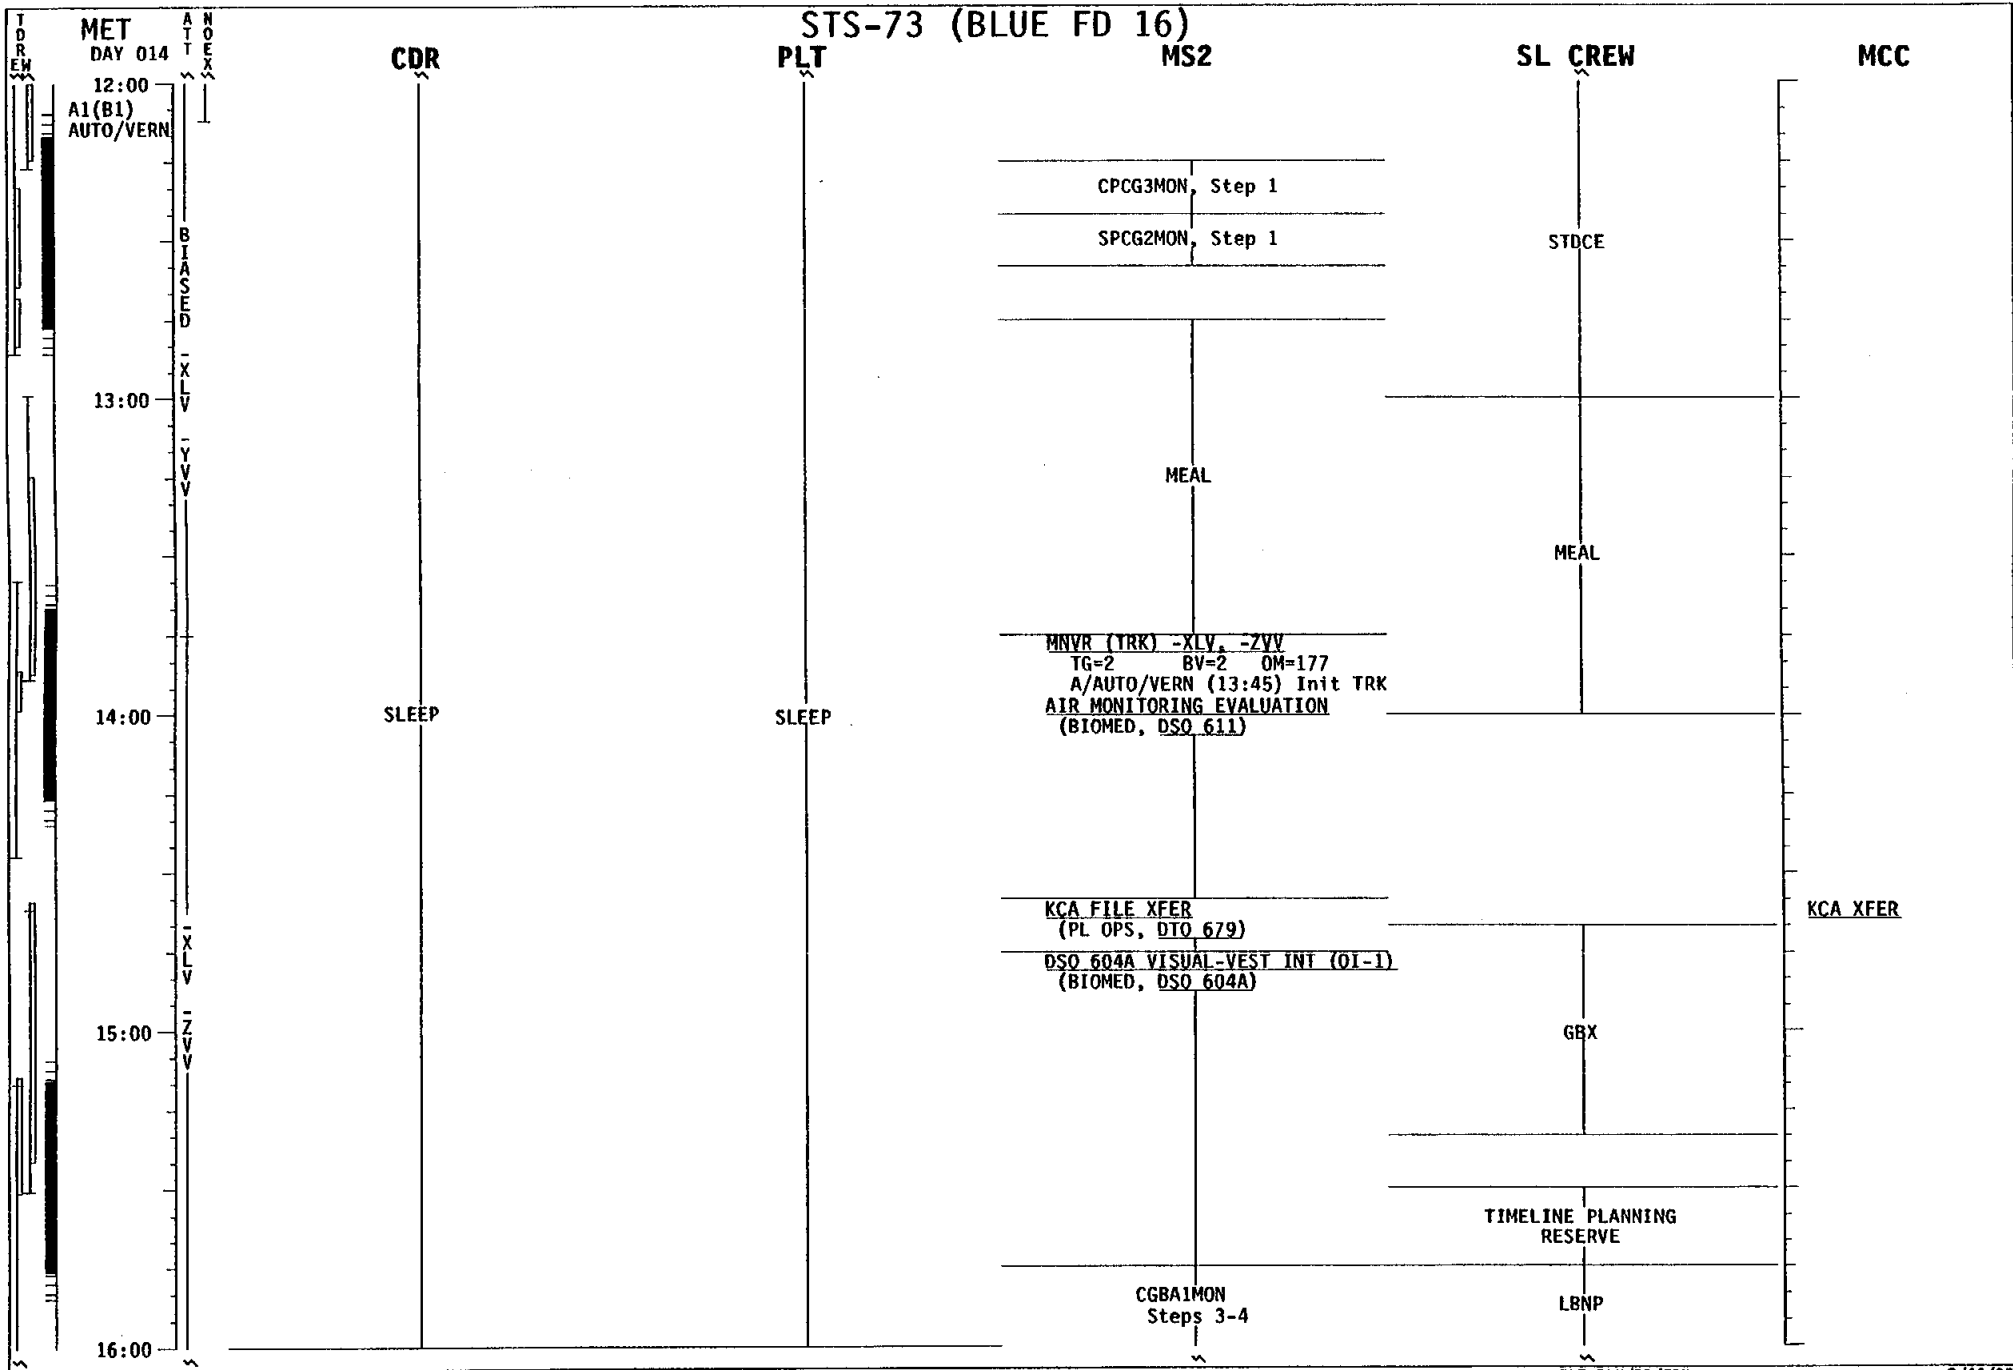 STS-73 (BLUE FD 16)
TDRE W
MET
DAY 014
ATT
NOEX
CDR
PLT
MS2
SL CREW
MCC
12:00
A1(B1)
AUTO/VERN
BIASED
-XLV
-YVV
CPCG3MON, Step 1
SPCG2MON, Step 1
STDCE
13:00
MEAL
MEAL
MNVR (TRK) -XLV, -ZVV
TG=2 BV=2 OM=177
A/AUTO/VERN (13:45) Init TRK
AIR MONITORING EVALUATION
(BIOMED, DSO 611)
14:00
SLEEP
SLEEP
KCA FILE XFER
(PL OPS, DTO 679)
KCA XFER
DSO 604A VISUAL-VEST INT (OI-1)
(BIOMED, DSO 604A)
-XLV
-ZVV
15:00
GBX
TIMELINE PLANNING
RESERVE
CGBA1MON
Steps 3-4
LBNP
16:00